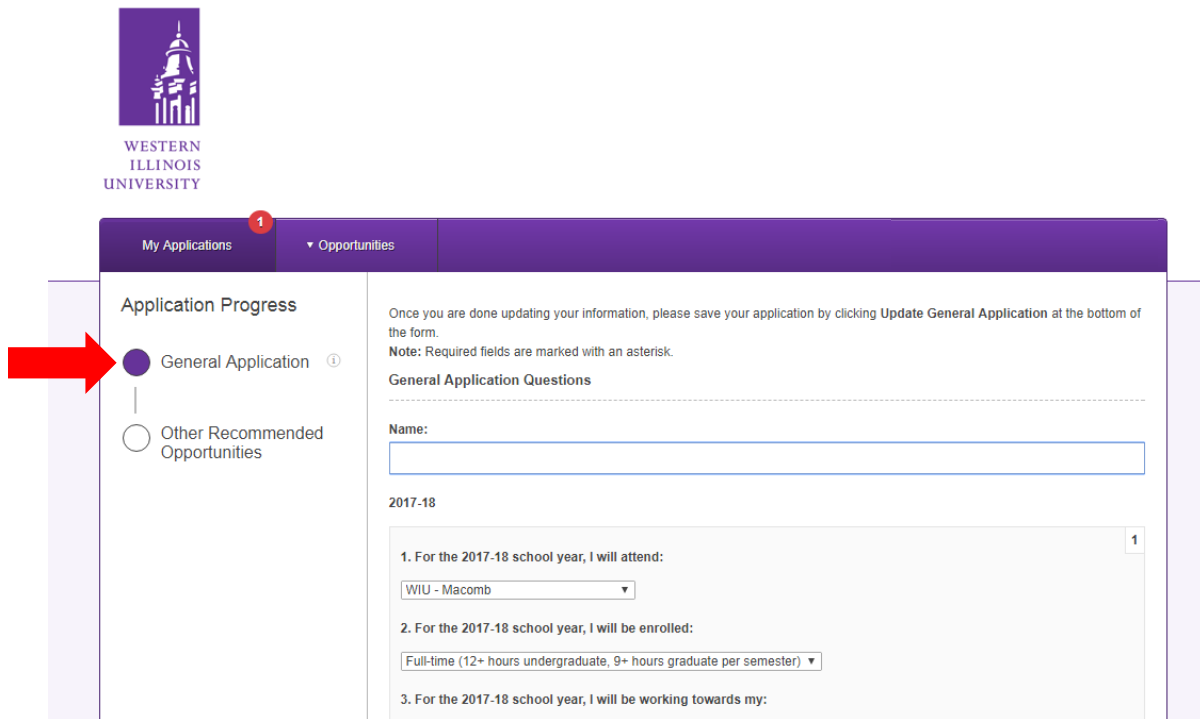 WESTERN
ILLINOIS
UNIVERSITY
1
My Applications
▼ Opportunities
Application Progress
General Application
Other Recommended
Opportunities
Once you are done updating your information, please save your application by clicking Update General Application at the bottom of
the form.
Note: Required fields are marked with an asterisk.
General Application Questions
Name:
2017-18
1
1. For the 2017-18 school year, I will attend:
WIU - Macomb
2. For the 2017-18 school year, I will be enrolled:
Full-time (12+ hours undergraduate, 9+ hours graduate per semester)
3. For the 2017-18 school year, I will be working towards my: